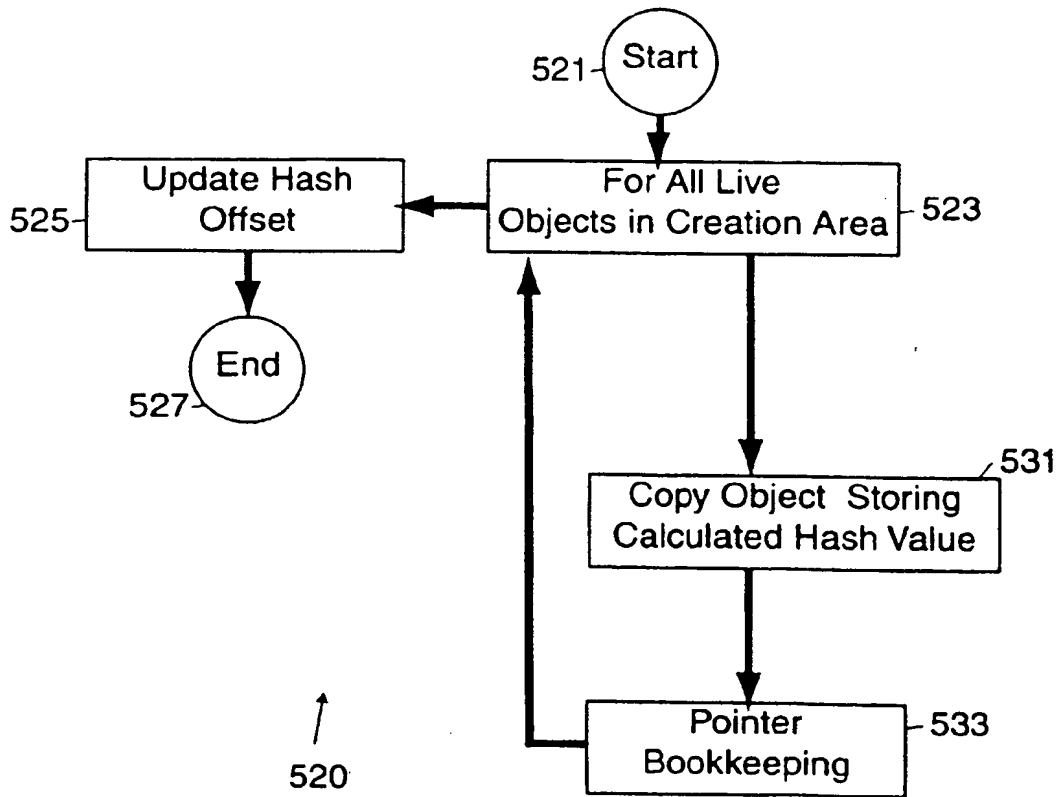 Start
521
Update Hash
Offset
525
For All Live
Objects in Creation Area
523
End
527
531
Copy Object Storing
Calculated Hash Value
Pointer
Bookkeeping
533
520